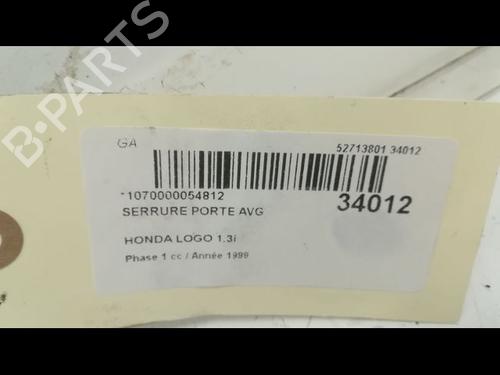 B-PARTS
GA
52713801 34012
*1070000054812
34012
SERRURE PORTE AVG
HONDA LOGO 1.3i
Phase 1 cc / Année 1999